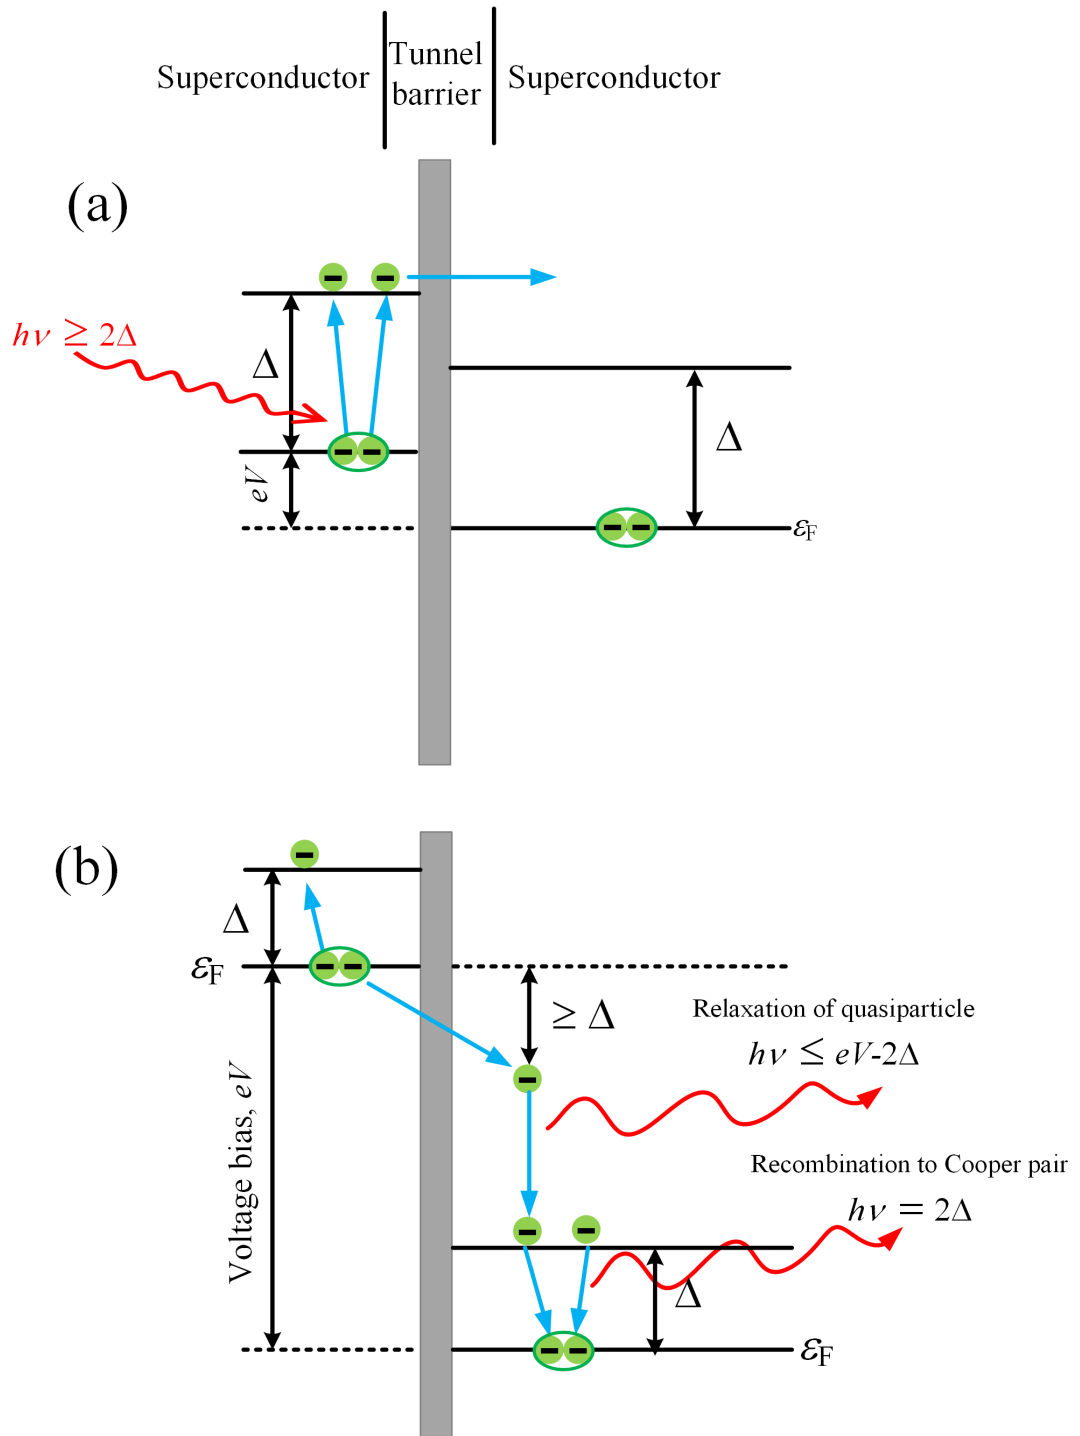 Superconductor
Tunnel
barrier
Superconductor
(a)
hν ≥ 2Δ
Δ
eV
Δ
εF
(b)
Δ
εF
Voltage bias, eV
≥ Δ
Relaxation of quasiparticle
hν ≤ eV-2Δ
Recombination to Cooper pair
hν = 2Δ
Δ
εF